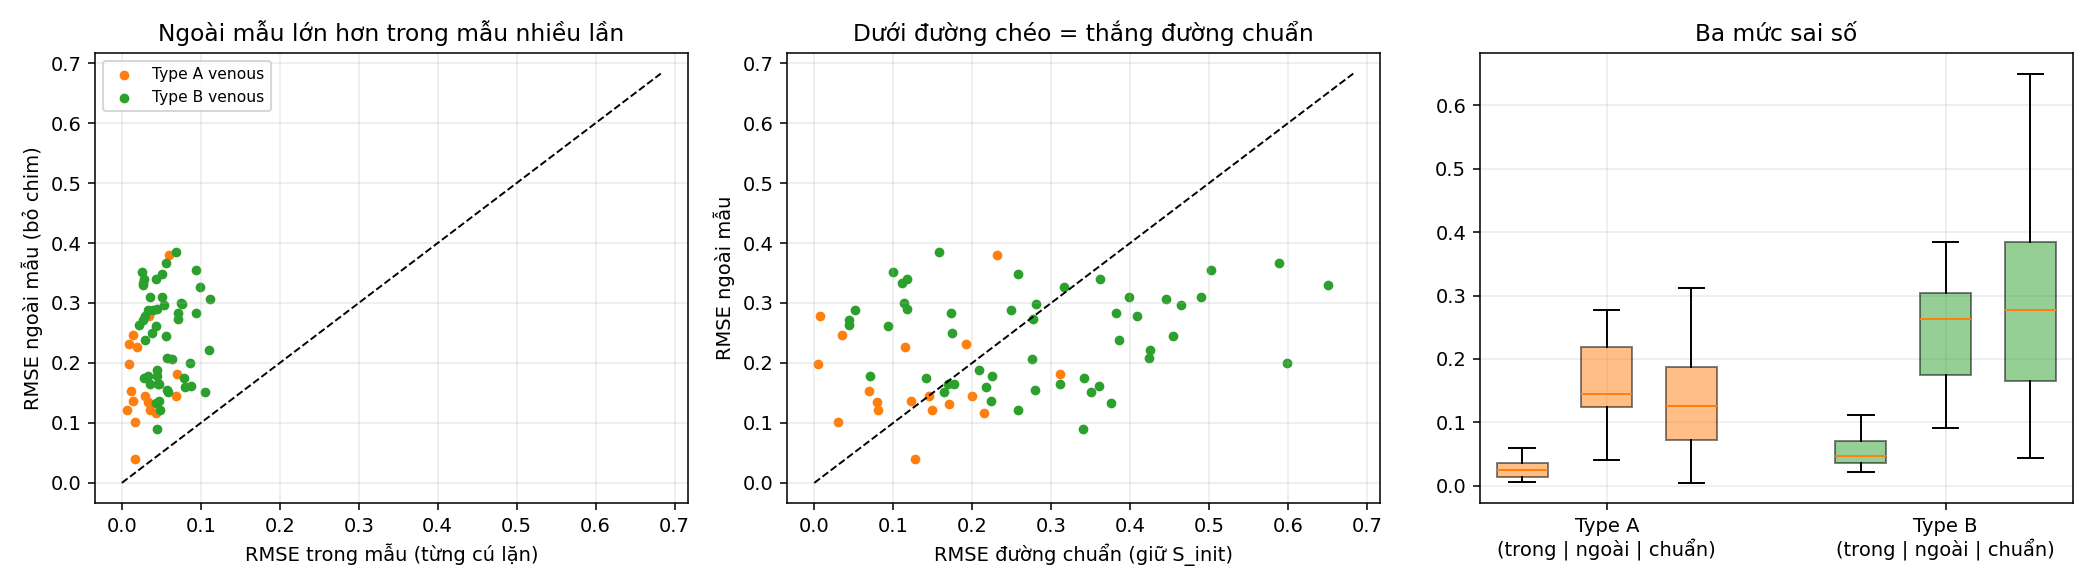 Ngoài mẫu lớn hơn trong mẫu nhiều lần
Type A venous
Type B venous
RMSE ngoài mẫu (bỏ chim)
0.7
0.6
0.5
0.4
0.3
0.2
0.1
0.0
0.0 0.1 0.2 0.3 0.4 0.5 0.6 0.7
RMSE trong mẫu (từng cú lặn)
Dưới đường chéo = thắng đường chuẩn
RMSE ngoài mẫu
0.7
0.6
0.5
0.4
0.3
0.2
0.1
0.0
0.0 0.1 0.2 0.3 0.4 0.5 0.6 0.7
RMSE đường chuẩn (giữ S_init)
Ba mức sai số
0.6
0.5
0.4
0.3
0.2
0.1
0.0
Type A
(trong | ngoài | chuẩn)
Type B
(trong | ngoài | chuẩn)